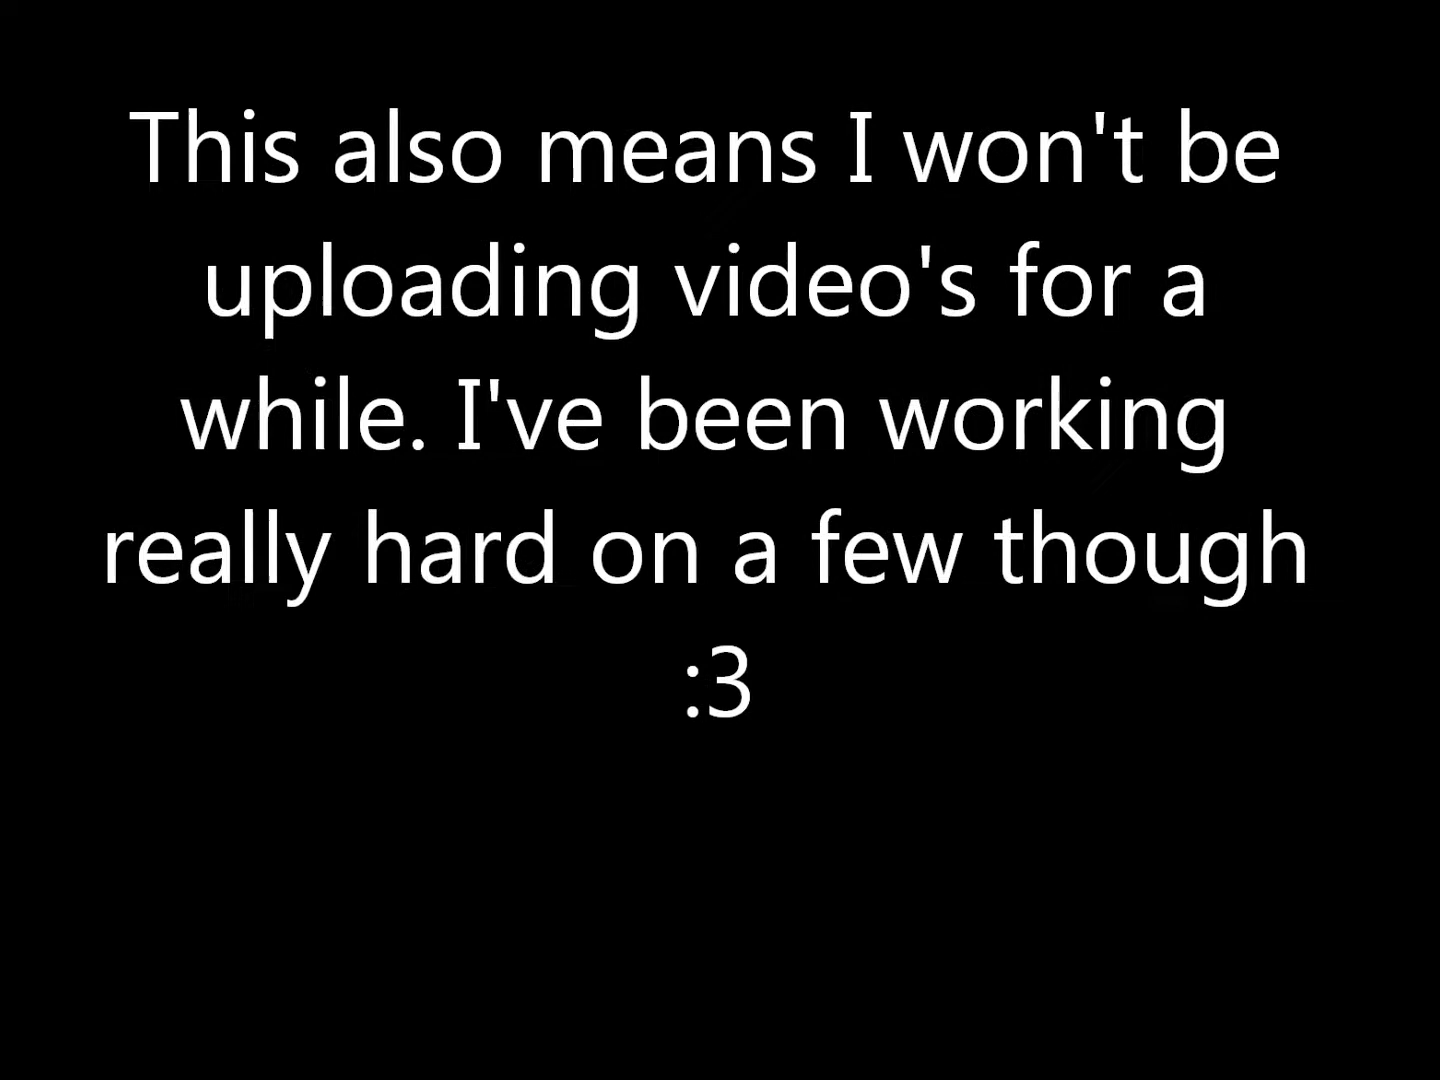 This also means I won't be
uploading video's for a
while. I've been working
really hard on a few though
:3